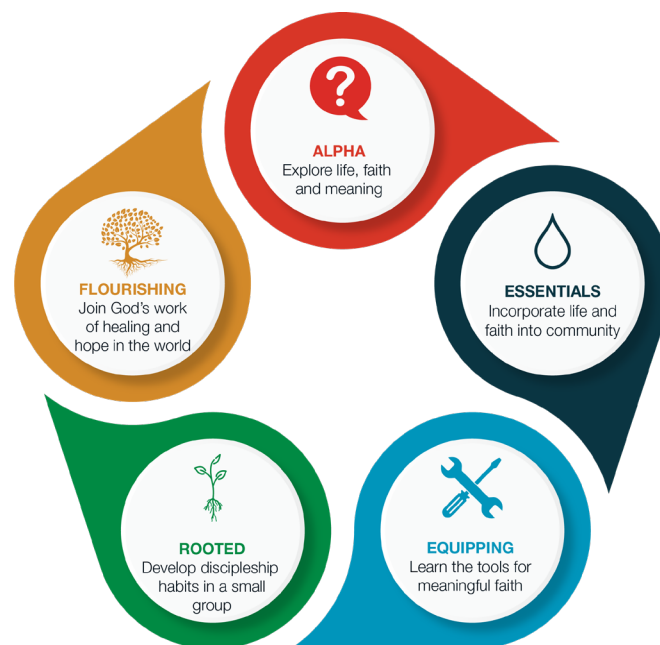 ALPHA
Explore life, faith
and meaning
ESSENTIALS
Incorporate life and
faith into community
EQUIPPING
Learn the tools for
meaningful faith
ROOTED
Develop discipleship
habits in a small
group
FLOURISHING
Join God's work
of healing and
hope in the world